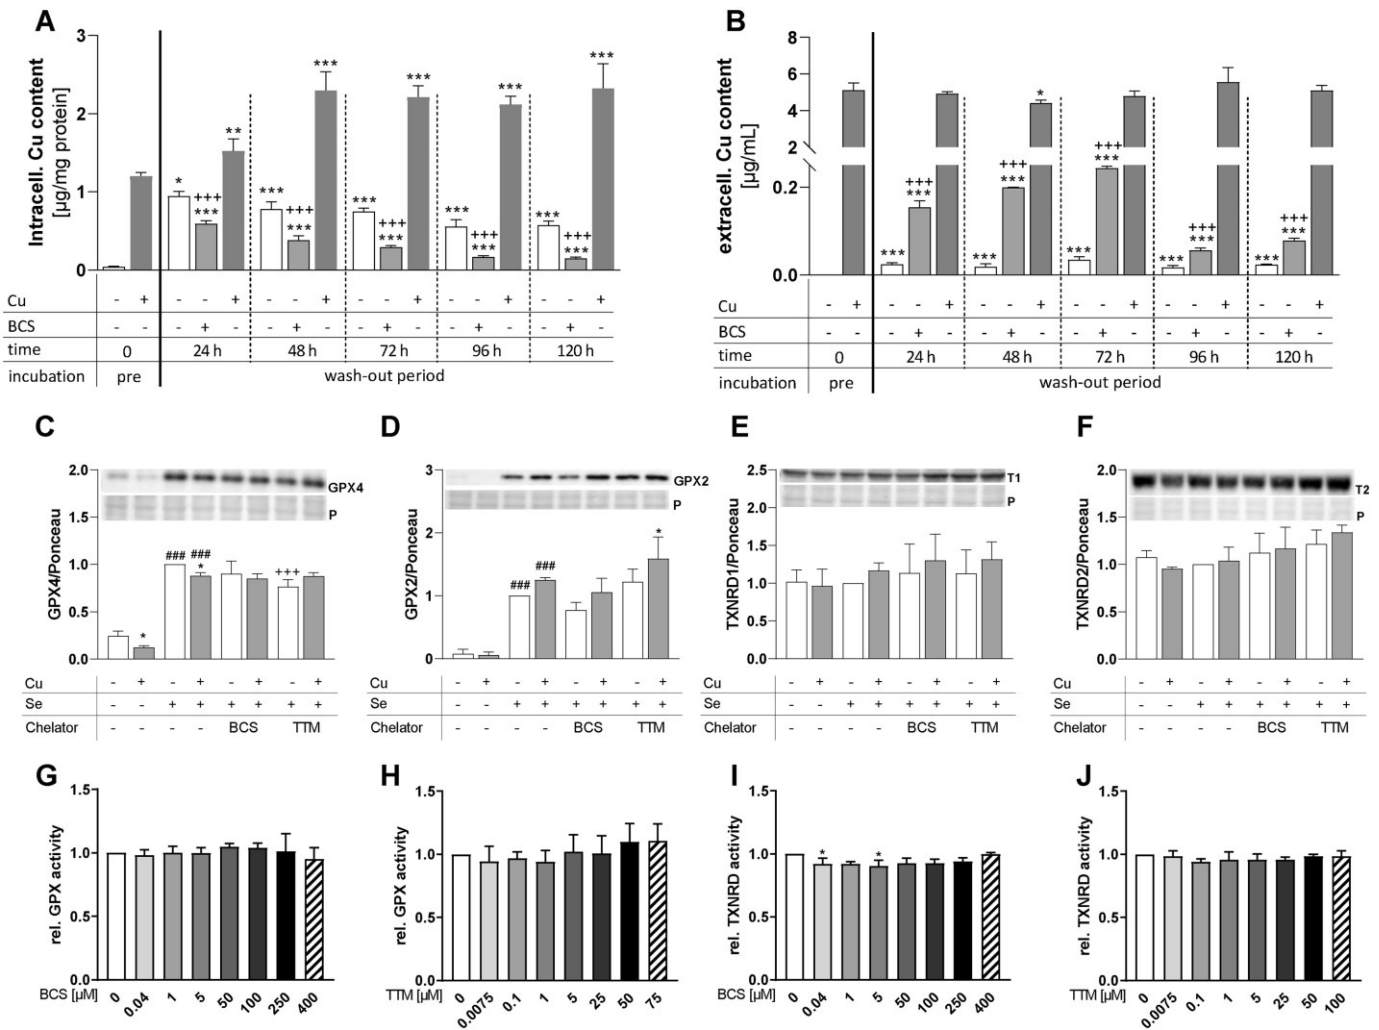 A
Intracell. Cu content
[µg/mg protein]
3
2
1
0
*
+++
***
**
***
+++
***
***
***
+++
***
***
***
+++
***
***
***
+++
***
***
Cu - + - - + - - + - - + - - + - - +
BCS - - - + - - + - - + - - + - - + -
time 0 24 h 48 h 72 h 96 h 120 h
incubation pre wash-out period
B
extracell. Cu content
[µg/mL]
8
6
4
2
0.2
0.0
***
+++
***
***
+++
***
*
***
+++
***
***
+++
***
***
+++
***
Cu - + - - + - - + - - + - - + - - +
BCS - - - + - - + - - + - - + - - + -
time 0 24 h 48 h 72 h 96 h 120 h
incubation pre wash-out period
C
GPX4/Ponceau
2.0
1.5
1.0
0.5
0.0
GPX4
P
*
###
###
*
+++
Cu - + - + - + - +
Se - - + + + + + +
Chelator - - - - BCS TTM
D
GPX2/Ponceau
3
2
1
0
GPX2
P
###
###
*
Cu - + - + - + - +
Se - - + + + + + +
Chelator - - - - BCS TTM
E
TXNRD1/Ponceau
2.5
2.0
1.5
1.0
0.5
0.0
T1
P
Cu - + - + - + - +
Se - - + + + + + +
Chelator - - - - BCS TTM
F
TXNRD2/Ponceau
2.0
1.5
1.0
0.5
0.0
T2
P
Cu - + - + - + - +
Se - - + + + + + +
Chelator - - - - BCS TTM
G
rel. GPX activity
1.5
1.0
0.5
0.0
BCS [µM] 0 0.04 1 5 50 100 250 400
H
rel. GPX activity
1.5
1.0
0.5
0.0
TTM [µM] 0 0.0075 0.1 1 5 25 50 75
I
rel. TXNRD activity
1.5
1.0
0.5
0.0
*
*
BCS [µM] 0 0.04 1 5 50 100 250 400
J
rel. TXNRD activity
1.5
1.0
0.5
0.0
TTM [µM] 0 0.0075 0.1 1 5 25 50 100